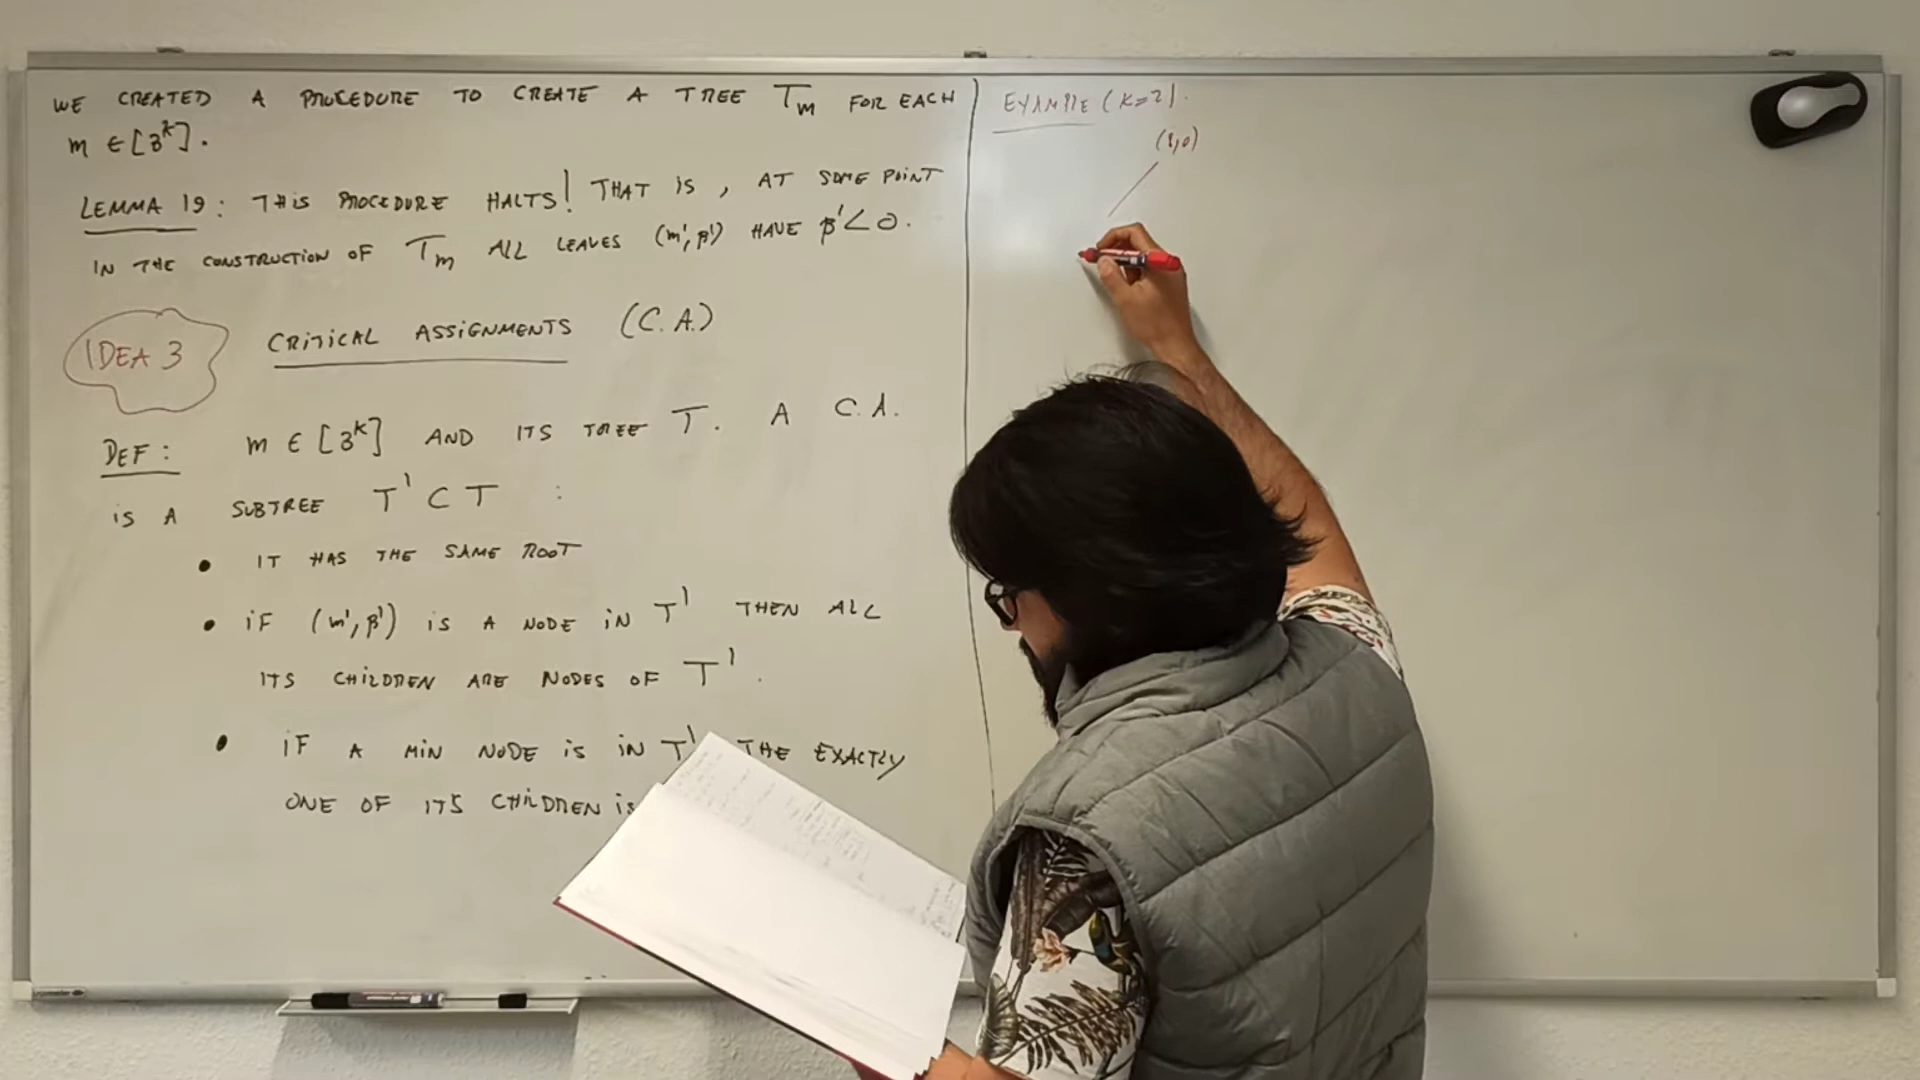 WE CREATED A PROCEDURE TO CREATE A TREE Tm FOR EACH
m ∈ [3^k].
LEMMA 19: THIS PROCEDURE HALTS! THAT IS, AT SOME POINT
IN THE CONSTRUCTION OF Tm ALL LEAVES (m', β') HAVE β' < 0.
IDEA 3
CRITICAL ASSIGNMENTS (C.A.)
DEF: m ∈ [3^k] AND ITS TREE T. A C.A.
IS A SUBTREE T' ⊂ T :
• IT HAS THE SAME ROOT
• IF (m', β') IS A NODE IN T' THEN ALL
ITS CHILDREN ARE NODES OF T'.
• IF A MIN NODE IS IN T' THE EXACTLY
ONE OF ITS CHILDREN IS
EXAMPLE (K=2).
(8,0)